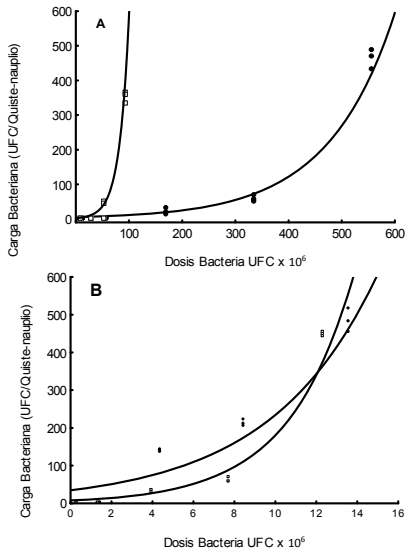 A
600
500
400
300
200
100
0
100 200 300 400 500 600
Carga Bacteriana (UFC/Quiste-nauplio)
Dosis Bacteria UFC x 10⁶
B
600
500
400
300
200
100
0
0 2 4 6 8 10 12 14 16
Carga Bacteriana (UFC/Quiste-nauplio)
Dosis Bacteria UFC x 10⁶